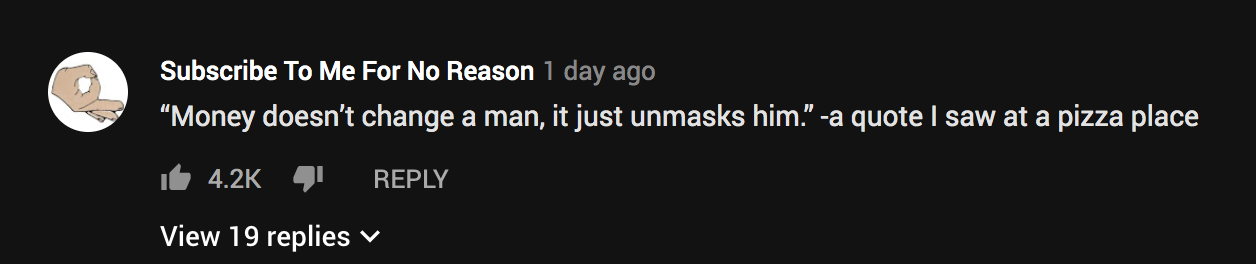 Subscribe To Me For No Reason 1 day ago
“Money doesn’t change a man, it just unmasks him.” -a quote I saw at a pizza place
4.2K REPLY
View 19 replies